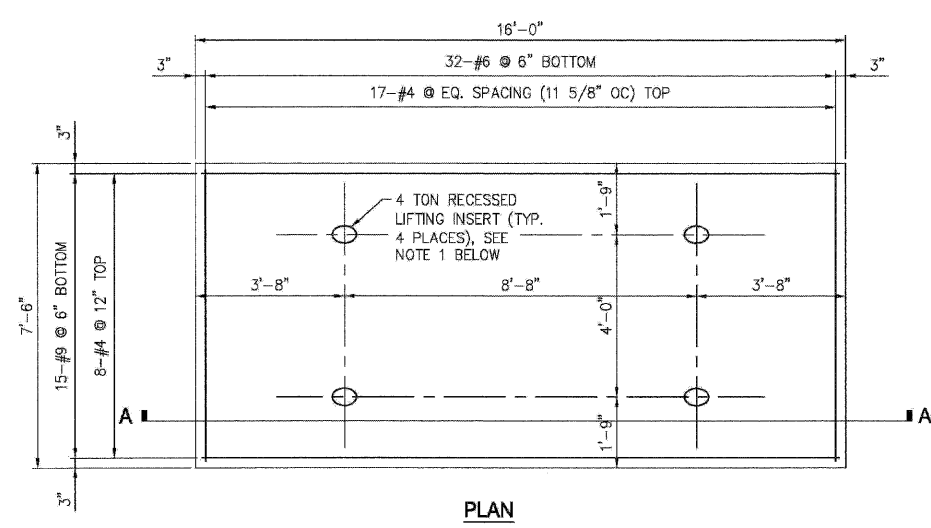 16'-0"
3"
32-#6 @ 6" BOTTOM
3"
17-#4 @ EQ. SPACING (11 5/8" OC) TOP
3"
4 TON RECESSED
LIFTING INSERT (TYP.
4 PLACES), SEE
NOTE 1 BELOW
1'-9"
3'-8"
8'-8"
3'-8"
7'-6"
15-#9 @ 6" BOTTOM
8-#4 @ 12" TOP
4'-0"
A
A
1'-9"
3"
PLAN